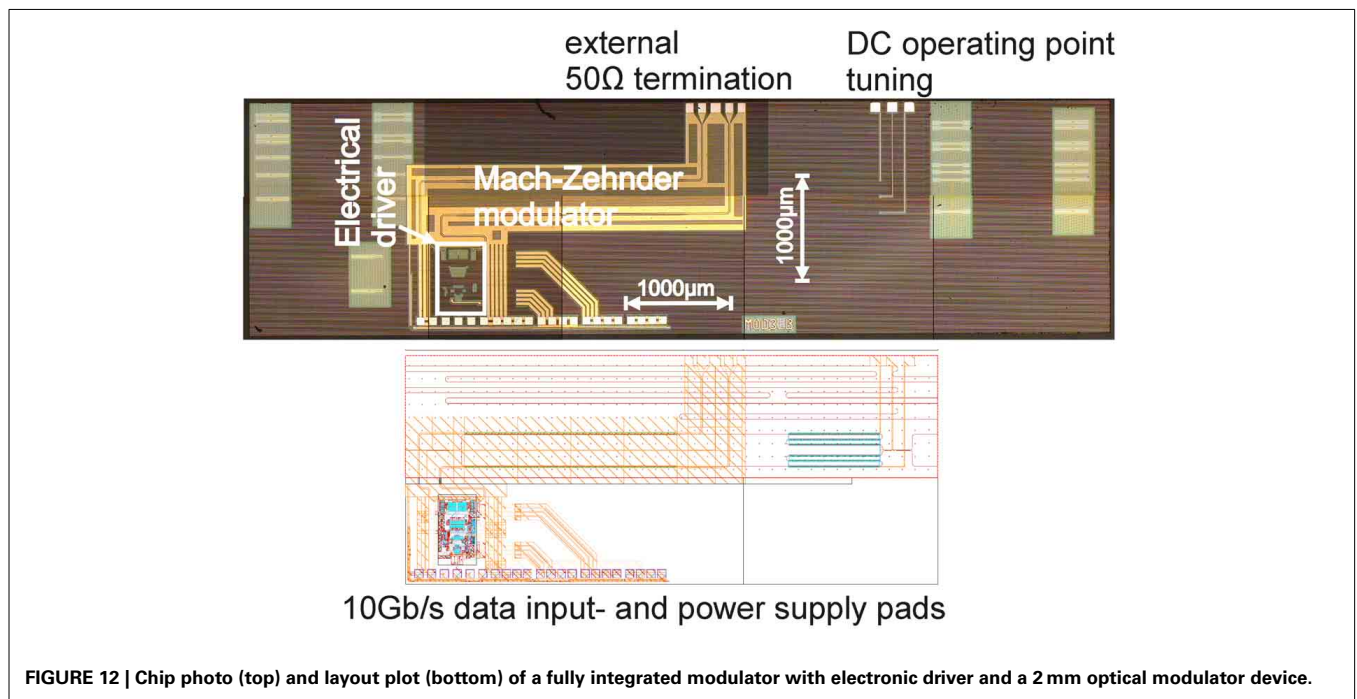 external
50Ω termination
DC operating point
tuning
Electrical
driver
Mach-Zehnder
modulator
1000µm
1000µm
10Gb/s data input- and power supply pads
FIGURE 12 | Chip photo (top) and layout plot (bottom) of a fully integrated modulator with electronic driver and a 2 mm optical modulator device.